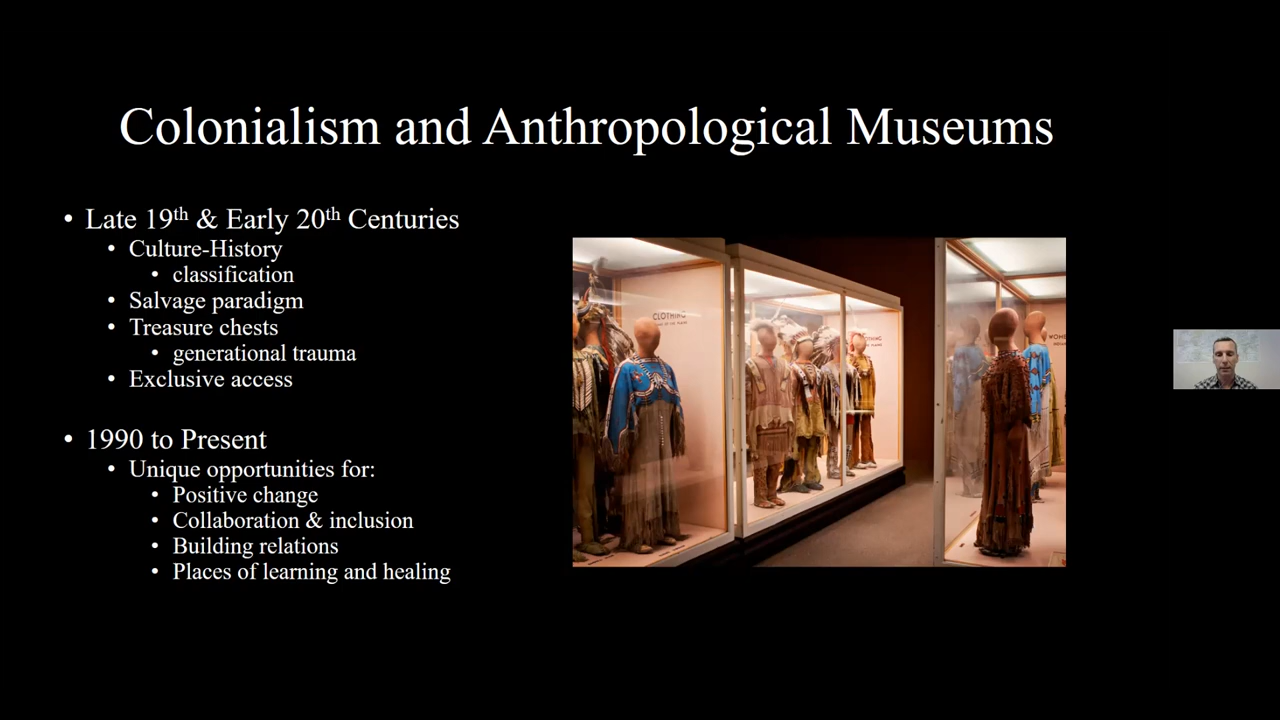 Colonialism and Anthropological Museums
• Late 19th & Early 20th Centuries
• Culture-History
• classification
• Salvage paradigm
• Treasure chests
• generational trauma
• Exclusive access
• 1990 to Present
• Unique opportunities for:
• Positive change
• Collaboration & inclusion
• Building relations
• Places of learning and healing
CLOTHING